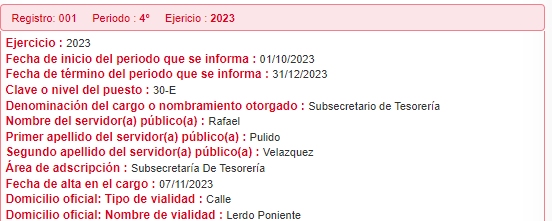 Registro: 001 Periodo : 4º Ejericio : 2023
Ejercicio : 2023
Fecha de inicio del periodo que se informa : 01/10/2023
Fecha de término del periodo que se informa : 31/12/2023
Clave o nivel del puesto : 30-E
Denominación del cargo o nombramiento otorgado : Subsecretario de Tesorería
Nombre del servidor(a) público(a) : Rafael
Primer apellido del servidor(a) público(a) : Pulido
Segundo apellido del servidor(a) público(a) : Velazquez
Área de adscripción : Subsecretaría De Tesorería
Fecha de alta en el cargo : 07/11/2023
Domicilio oficial: Tipo de vialidad : Calle
Domicilio oficial: Nombre de vialidad : Lerdo Poniente